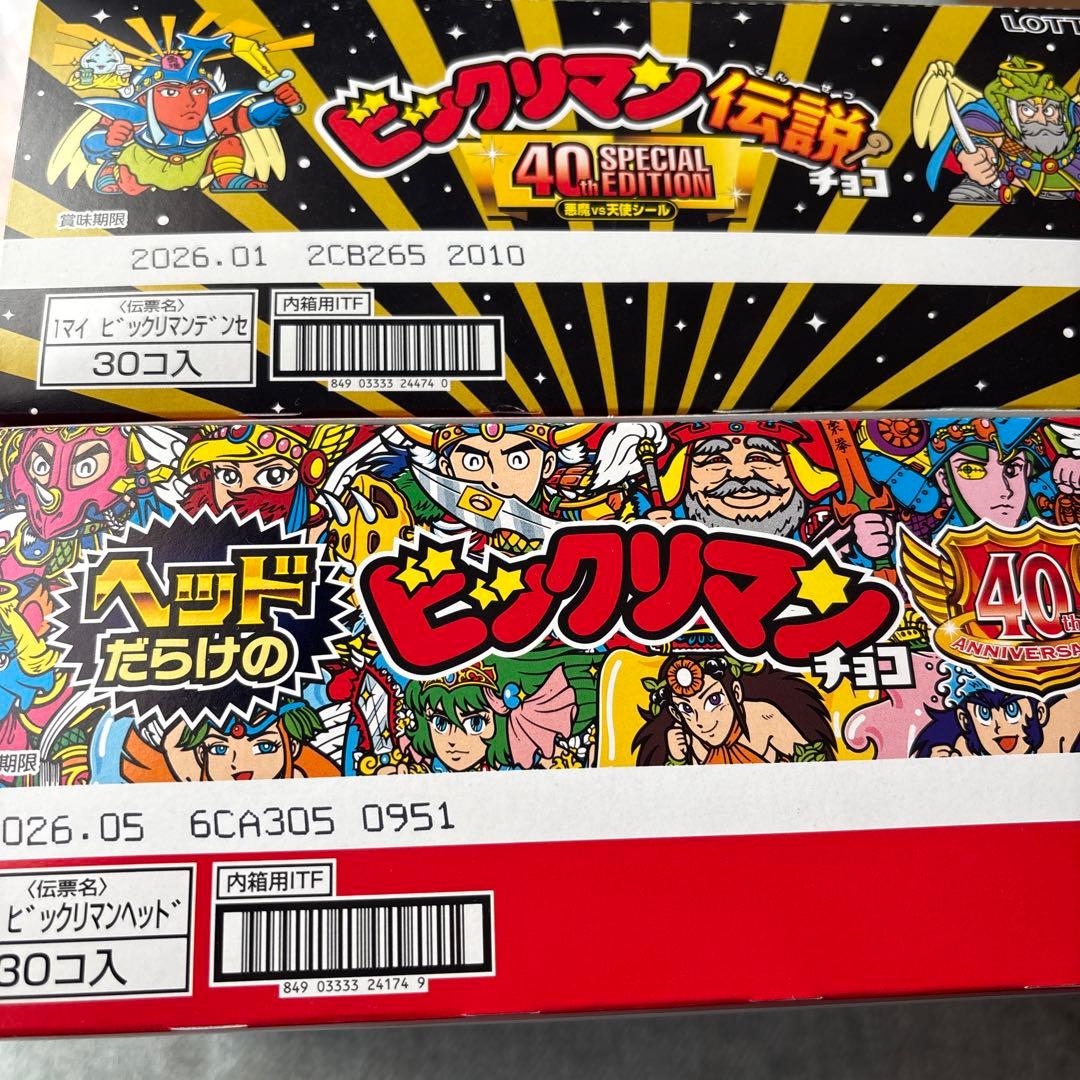 LOTT
ビックリマン伝説
でん せつ
チョコ
40th SPECIAL EDITION
悪魔vs天使シール
賞味期限
2026.01 2CB265 2010
〈伝票名〉
1マイ ビックリマンデンセ
30コ入
内箱用ITF
849 03333 24474 0
ヘッド
だらけの
ビックリマン
チョコ
40th
ANNIVERSA
期限
026.05 6CA305 0951
〈伝票名〉
ビックリマンヘッド
30コ入
内箱用ITF
849 03333 24174 9